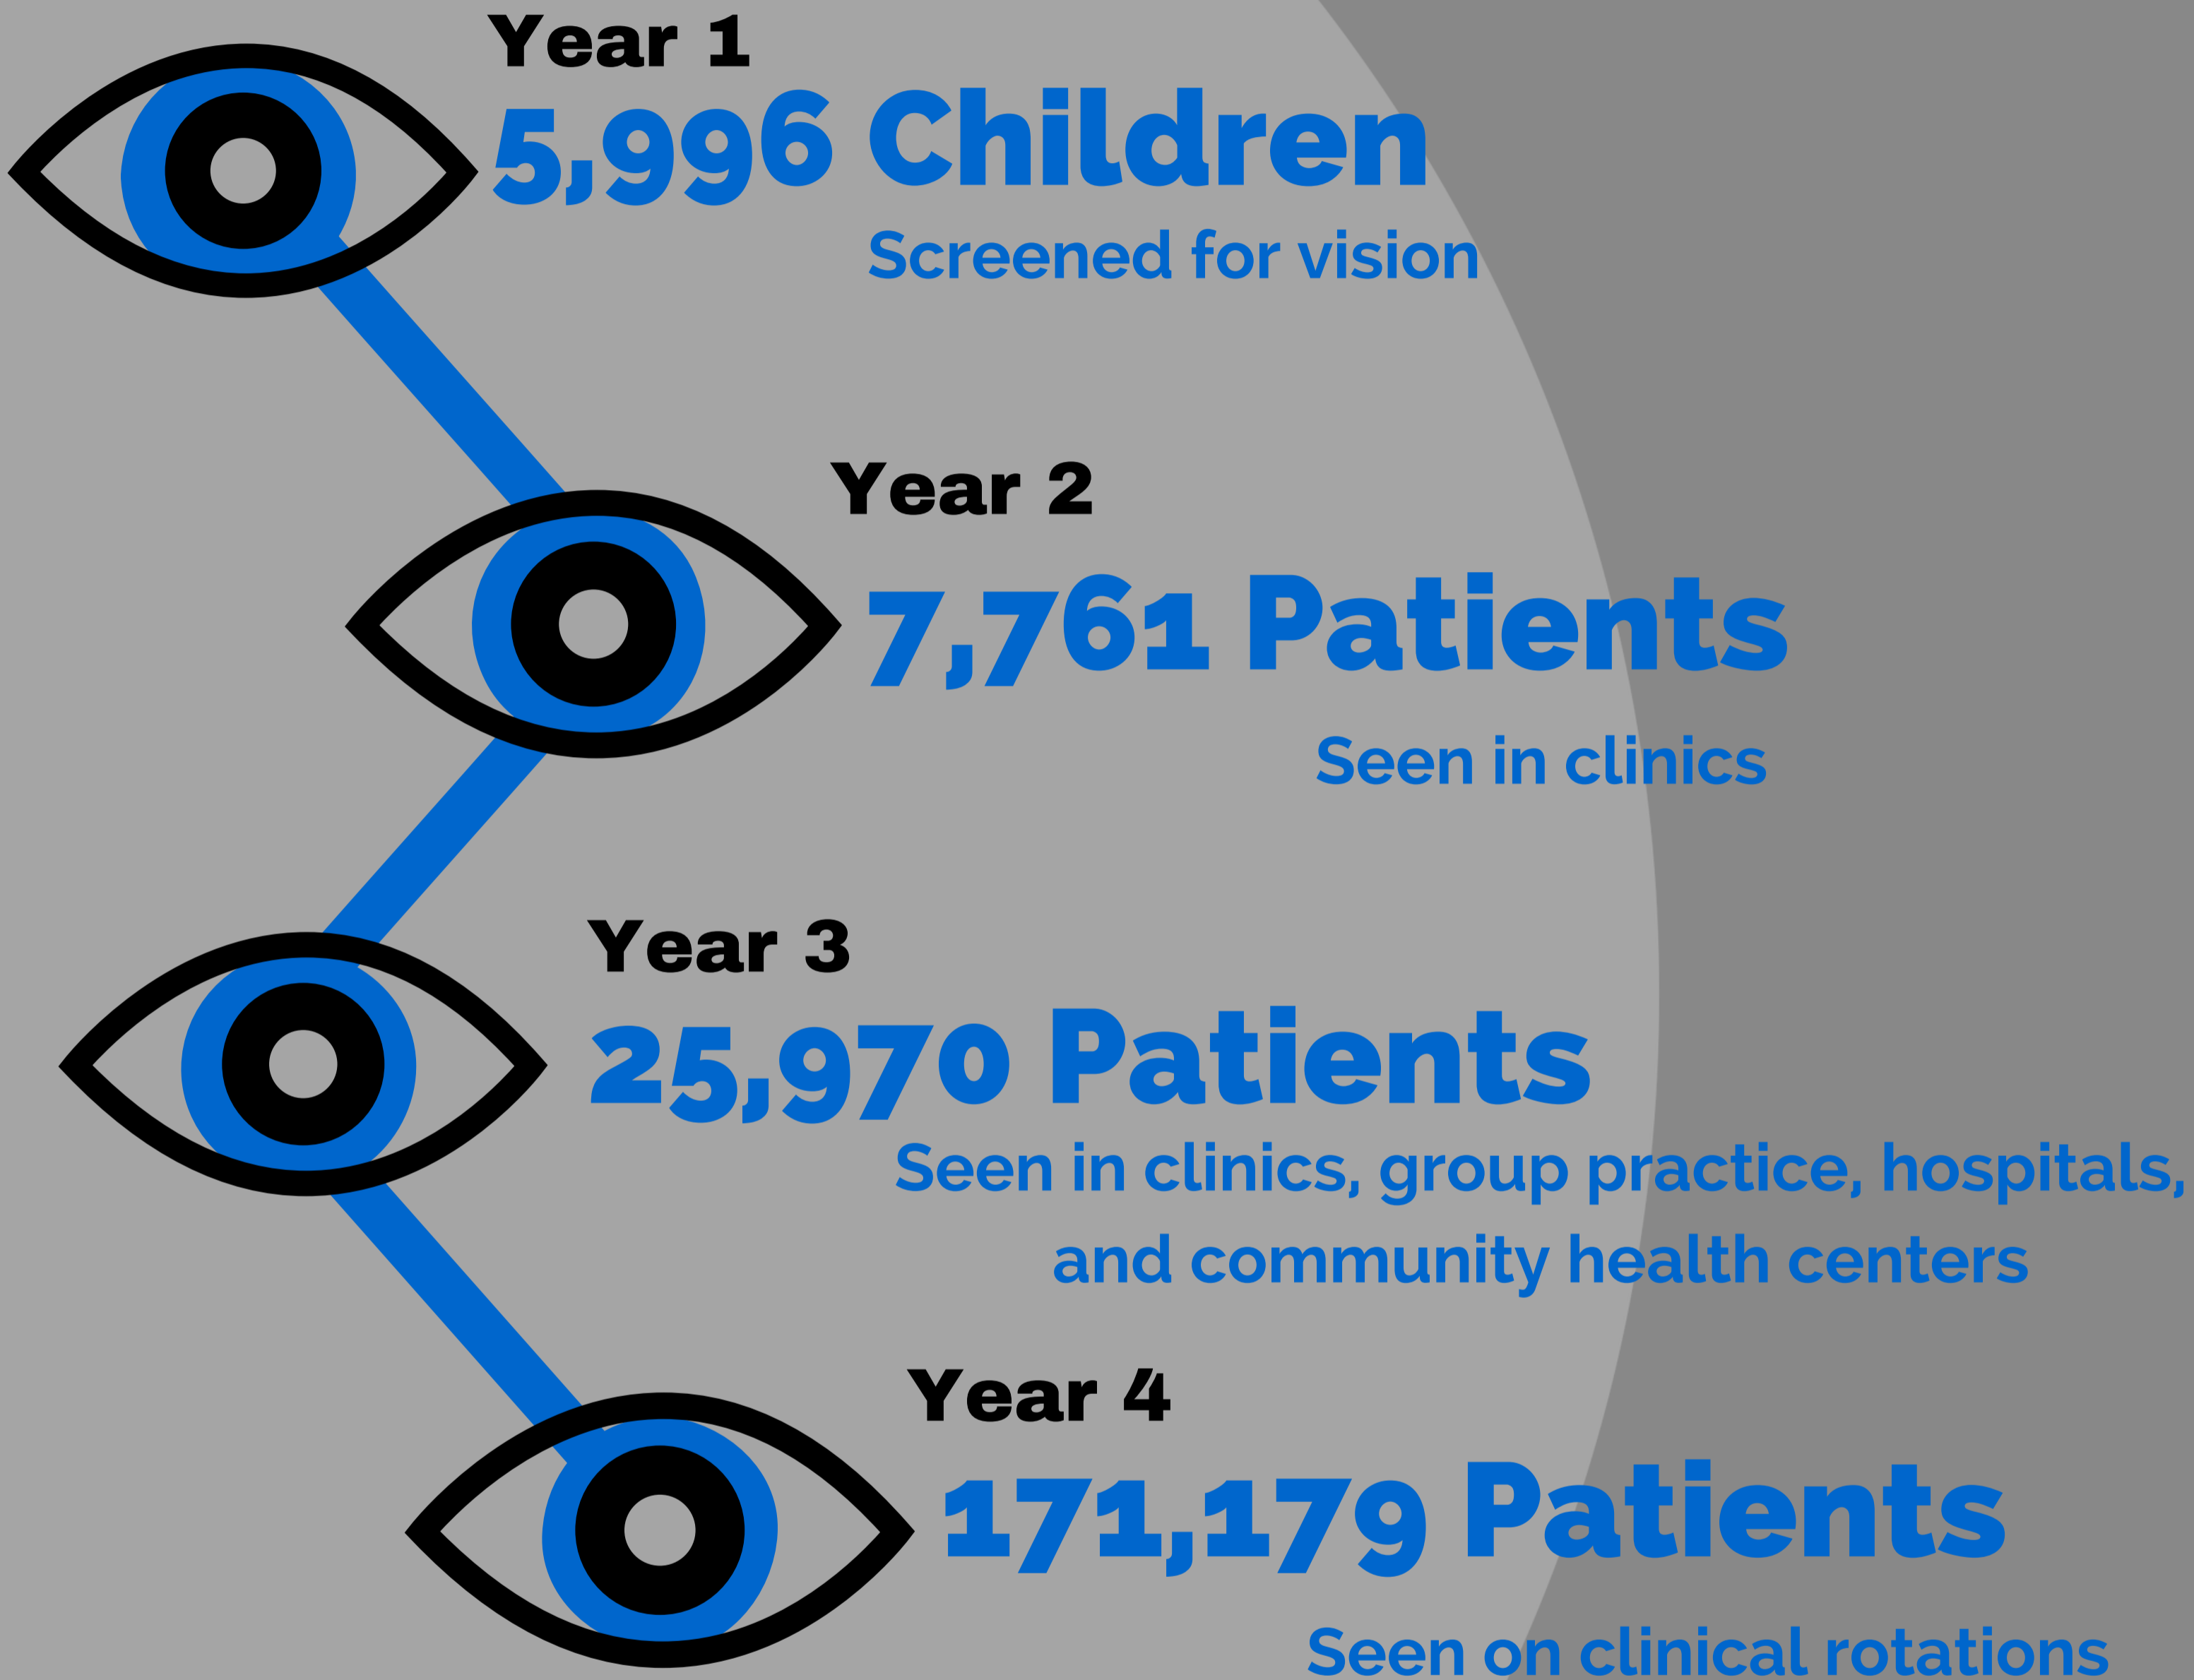 Year 1
5,996 Children
Screened for vision
Year 2
7,761 Patients
Seen in clinics
Year 3
25,970 Patients
Seen in clinics, group practice, hospitals,
and community health centers
Year 4
171,179 Patients
Seen on clinical rotations